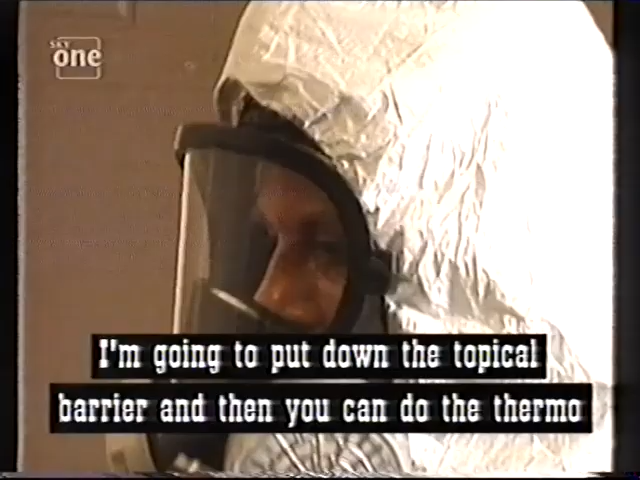 SKY
one
I'm going to put down the topical
barrier and then you can do the thermo